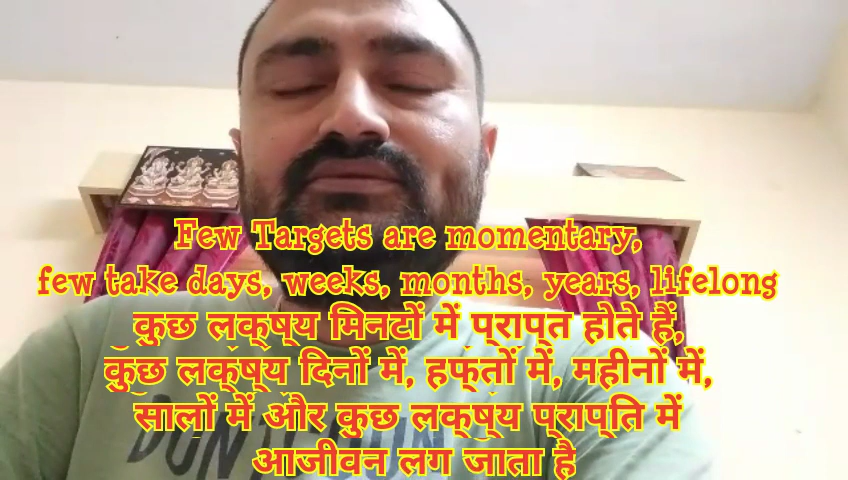 Few Targets are momentary,
few take days, weeks, months, years, lifelong
कुछ लक्ष्य मिनटों में प्राप्त होते हैं,
कुछ लक्ष्य दिनों में, हफ्तों में, महीनों में,
सालों में और कुछ लक्ष्य प्राप्ति में
आजीवन लग जाता है